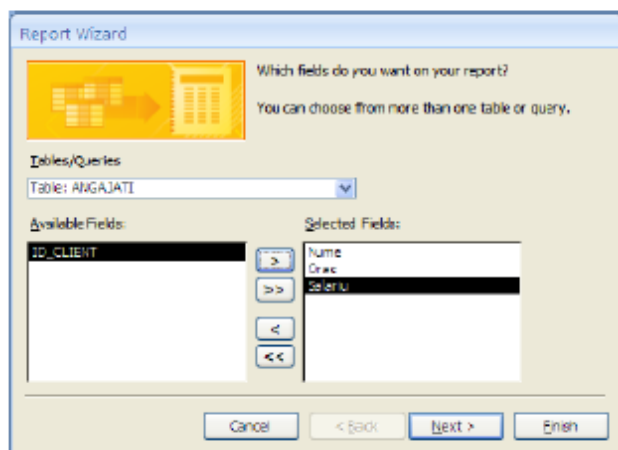 Report Wizard
Which fields do you want on your report?
You can choose from more than one table or query.
Tables/Queries
Table: ANGAJATI
Available Fields:
Selected Fields:
ID_CLIENT
>
>>
<
<<
Nume
Oras
Salariu
Cancel
< Back
Next >
Finish